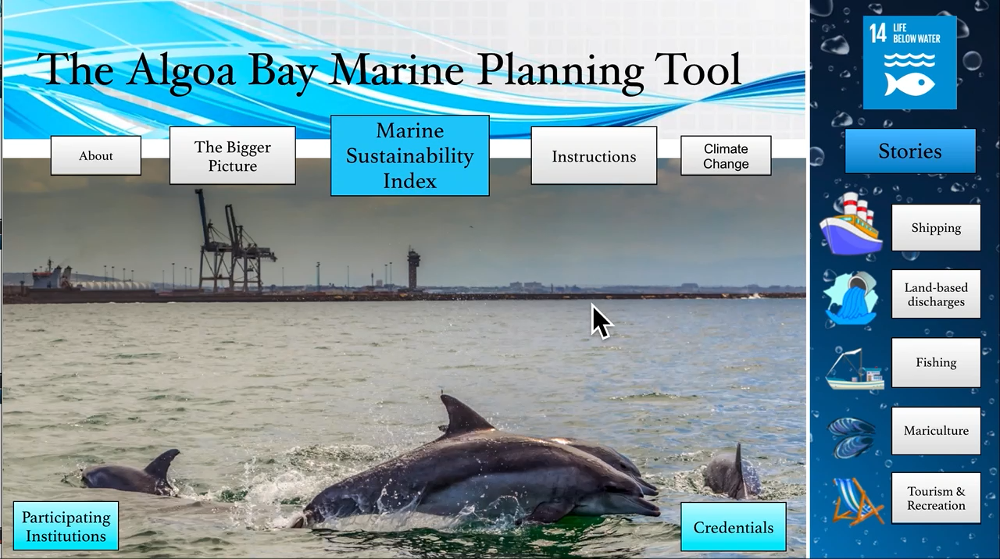 The Algoa Bay Marine Planning Tool
About
The Bigger
Picture
Marine
Sustainability
Index
Instructions
Climate
Change
Participating
Institutions
Credentials
14 LIFE
BELOW WATER
Stories
Shipping
Land-based
discharges
Fishing
Mariculture
Tourism &
Recreation